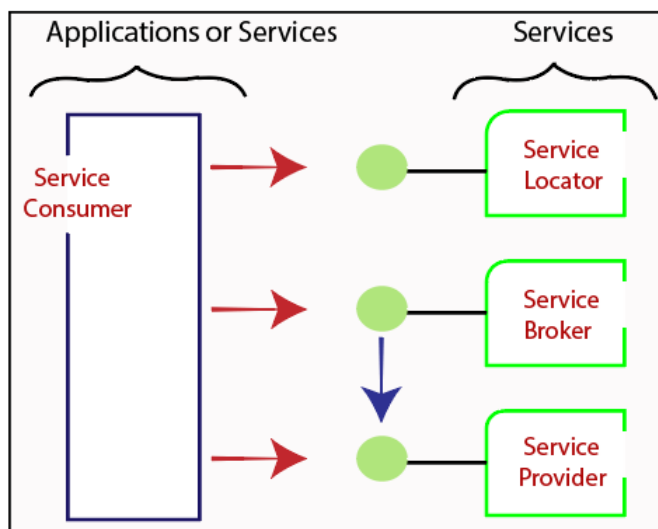 Applications or Services
Services
Service
Consumer
Service
Locator
Service
Broker
Service
Provider